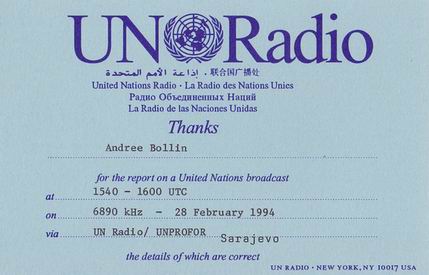 UN Radio
إذاعة الأمم المتحدة . 联合国广播处
United Nations Radio · La Radio des Nations Unies
Радио Объединенных Наций
La Radio de las Naciones Unidas
Thanks
Andree Bollin
for the report on a United Nations broadcast
at 1540 - 1600 UTC
on 6890 kHz - 28 February 1994
via UN Radio/ UNPROFOR Sarajevo
the details of which are correct
UN RADIO · NEW YORK, NY 10017 USA